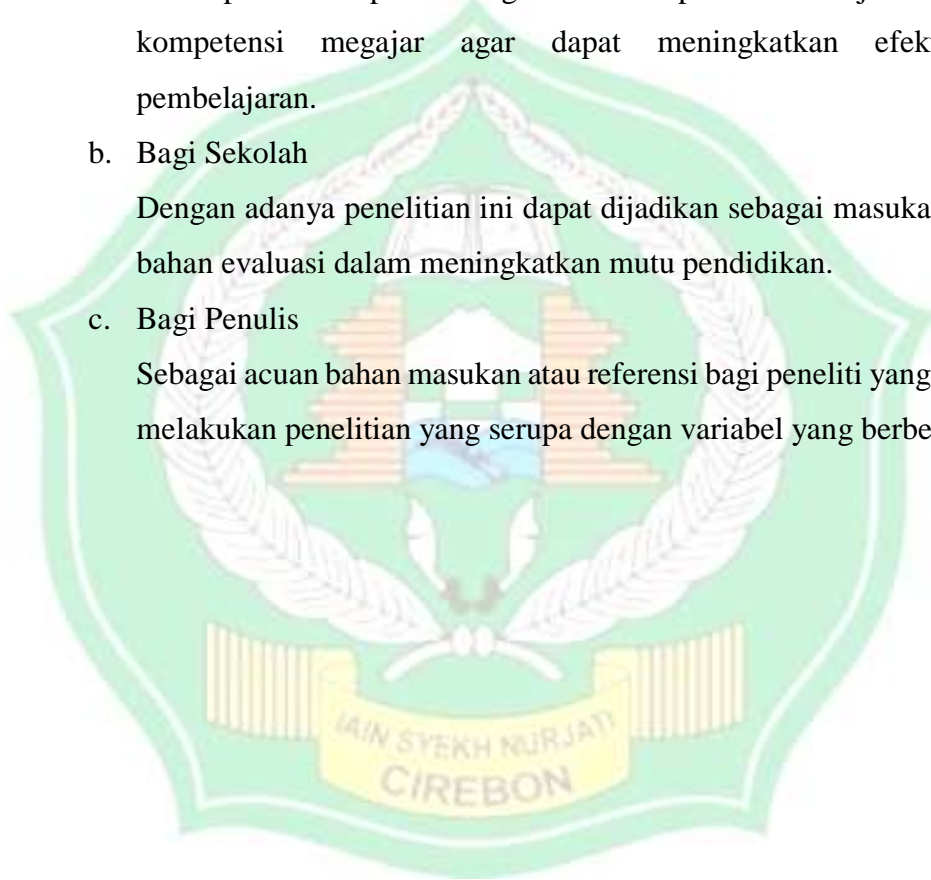 kompetensi megajar agar dapat meningkatkan efek
pembelajaran.
b. Bagi Sekolah
Dengan adanya penelitian ini dapat dijadikan sebagai masuka
bahan evaluasi dalam meningkatkan mutu pendidikan.
c. Bagi Penulis
Sebagai acuan bahan masukan atau referensi bagi peneliti yang
melakukan penelitian yang serupa dengan variabel yang berbe
IAIN SYEKH NURJATI
CIREBON